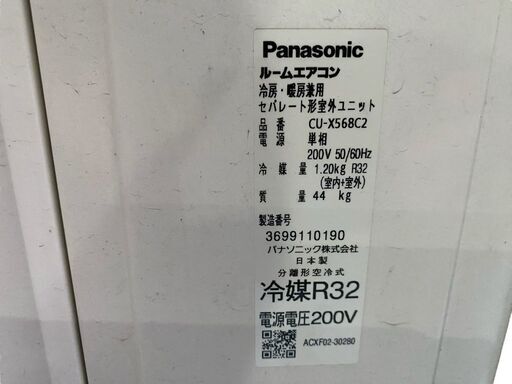 Panasonic
ルームエアコン
冷房・暖房兼用
セパレート形室外ユニット
品番 CU-X568C2
電源 単相
200V 50/60Hz
冷媒量 1.20kg R32
(室内+室外)
質量 44 kg
製造番号
3699110190
パナソニック株式会社
日本製
分離形空冷式
冷媒R32
電源電圧200V
ACXF02-30280